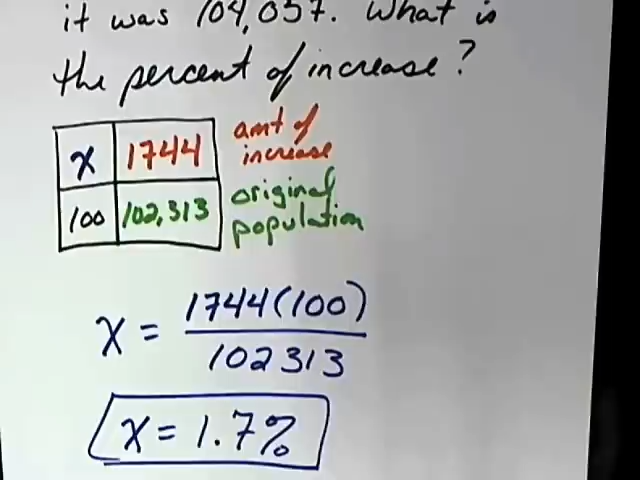 it was 104,057. What is
the percent of increase?
x 1744 amt of increase
100 102,313 original population
x = 1744(100)
102313
x = 1.7%